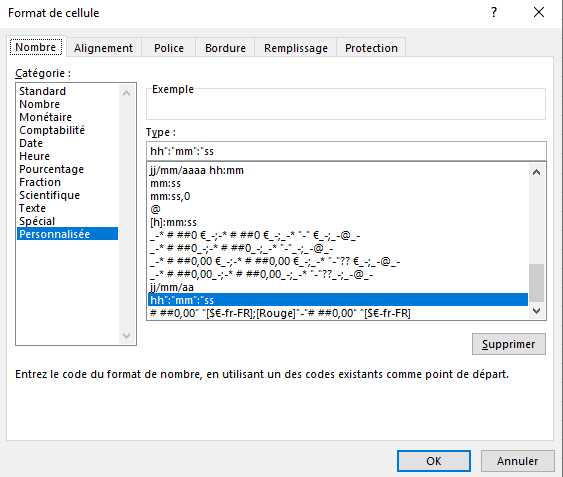 Format de cellule
?
Nombre Alignement Police Bordure Remplissage Protection
Catégorie :
Standard
Nombre
Monétaire
Comptabilité
Date
Heure
Pourcentage
Fraction
Scientifique
Texte
Spécial
Personnalisée
Exemple
Type :
hh":"mm":"ss
jj/mm/aaaa hh:mm
mm:ss
mm:ss,0
@
[h]:mm:ss
_-* # ##0 €_-;-* # ##0 €_-;_-* "-" €_-;_-@_-
_-* # ##0_-;-* # ##0_-;_-* "-"_-;_-@_-
_-* # ##0,00 €_-;-* # ##0,00 €_-;_-* "-"?? €_-;_-@_-
_-* # ##0,00_-;-* # ##0,00_-;_-* "-"??_-;_-@_-
jj/mm/aa
hh":"mm":"ss
# ##0,00" "[$€-fr-FR];[Rouge]"-"# ##0,00" "[$€-fr-FR]
Supprimer
Entrez le code du format de nombre, en utilisant un des codes existants comme point de départ.
OK Annuler